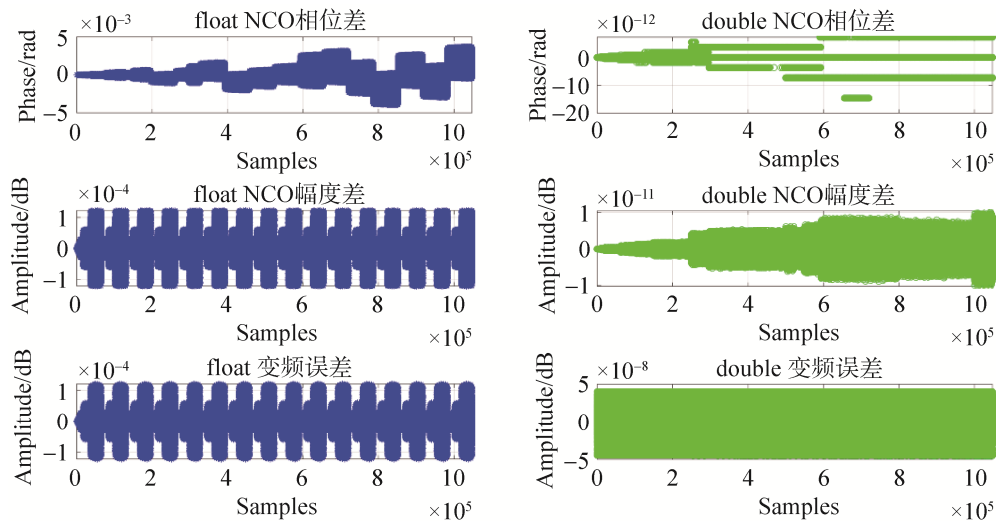 ×10⁻³ float NCO相位差
Phase/rad
5
0
−5
0 2 4 6 8 10
Samples ×10⁵
×10⁻¹² double NCO相位差
Phase/rad
0
−10
−20
0 2 4 6 8 10
Samples ×10⁵
×10⁻⁴ float NCO幅度差
Amplitude/dB
1
0
−1
0 2 4 6 8 10
Samples ×10⁵
×10⁻¹¹ double NCO幅度差
Amplitude/dB
1
0
−1
0 2 4 6 8 10
Samples ×10⁵
×10⁻⁴ float 变频误差
Amplitude/dB
1
0
−1
0 2 4 6 8 10
Samples ×10⁵
×10⁻⁸ double 变频误差
Amplitude/dB
5
0
−5
0 2 4 6 8 10
Samples ×10⁵